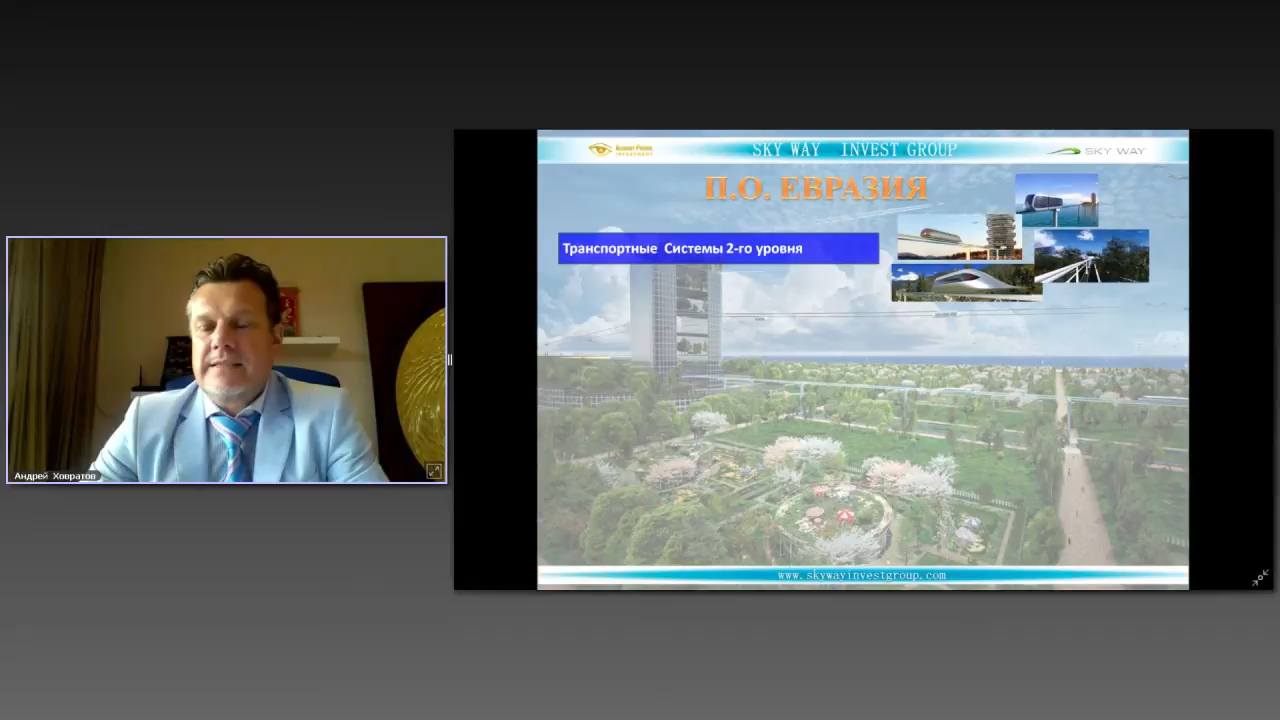 SKY WAY INVEST GROUP
SKY WAY
П.О. ЕВРАЗИЯ
Транспортные Системы 2-го уровня
Андрей Ховратов
www.skywayinvestgroup.com